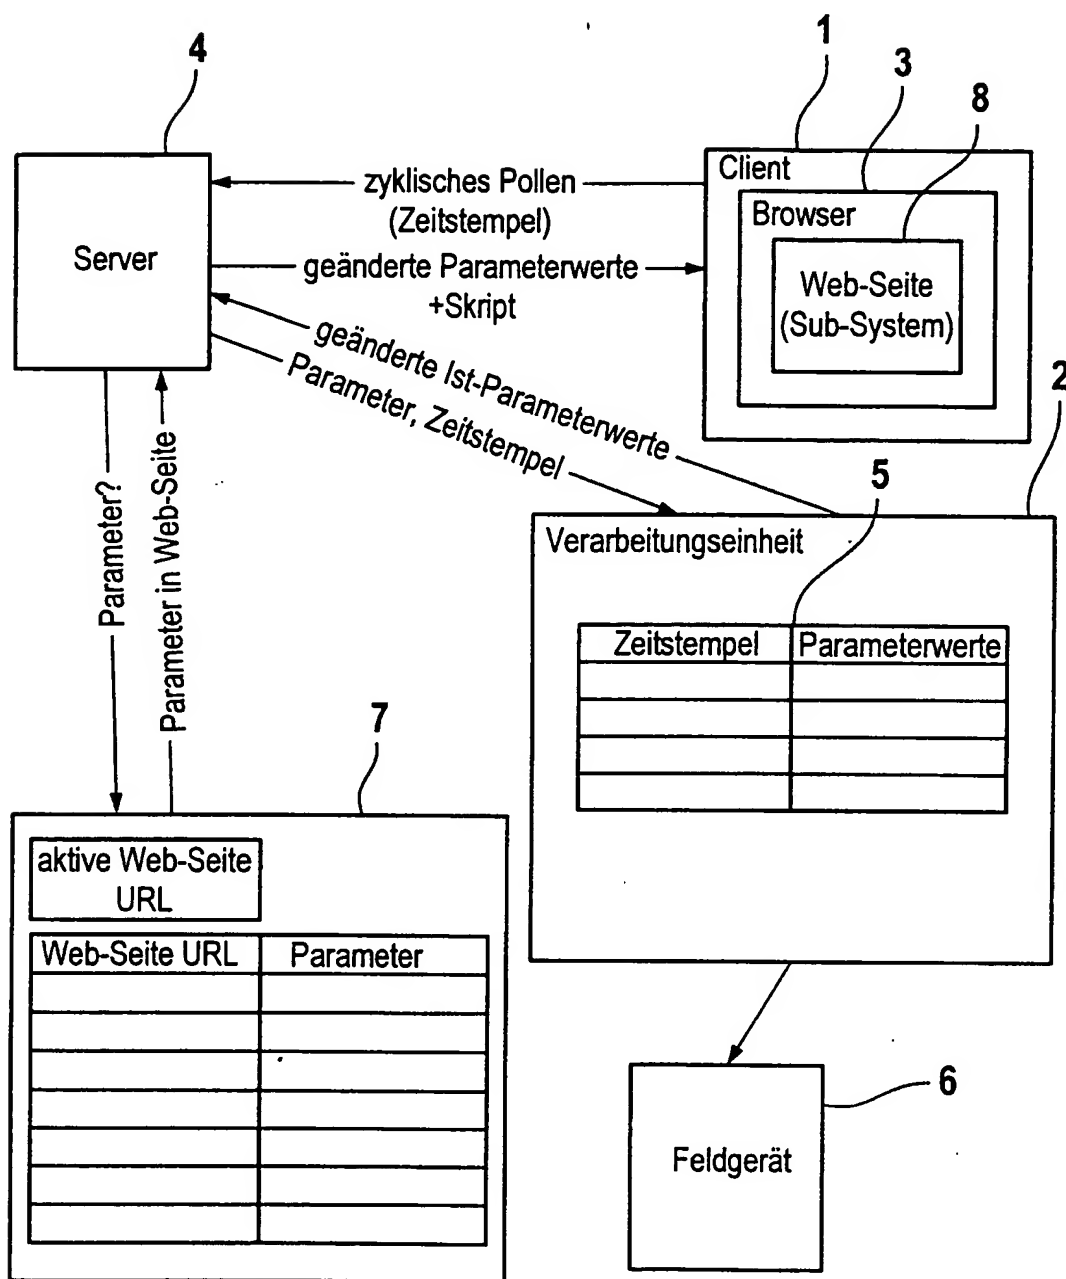 4
1
3
8
Client
zyklisches Pollen
(Zeitstempel)
Browser
Server
geänderte Parameterwerte
+Skript
Web-Seite
(Sub-System)
geänderte Ist-Parameterwerte
Parameter, Zeitstempel
2
5
Parameter?
Parameter in Web-Seite
Verarbeitungseinheit
Zeitstempel Parameterwerte
7
aktive Web-Seite
URL
Web-Seite URL Parameter
6
Feldgerät